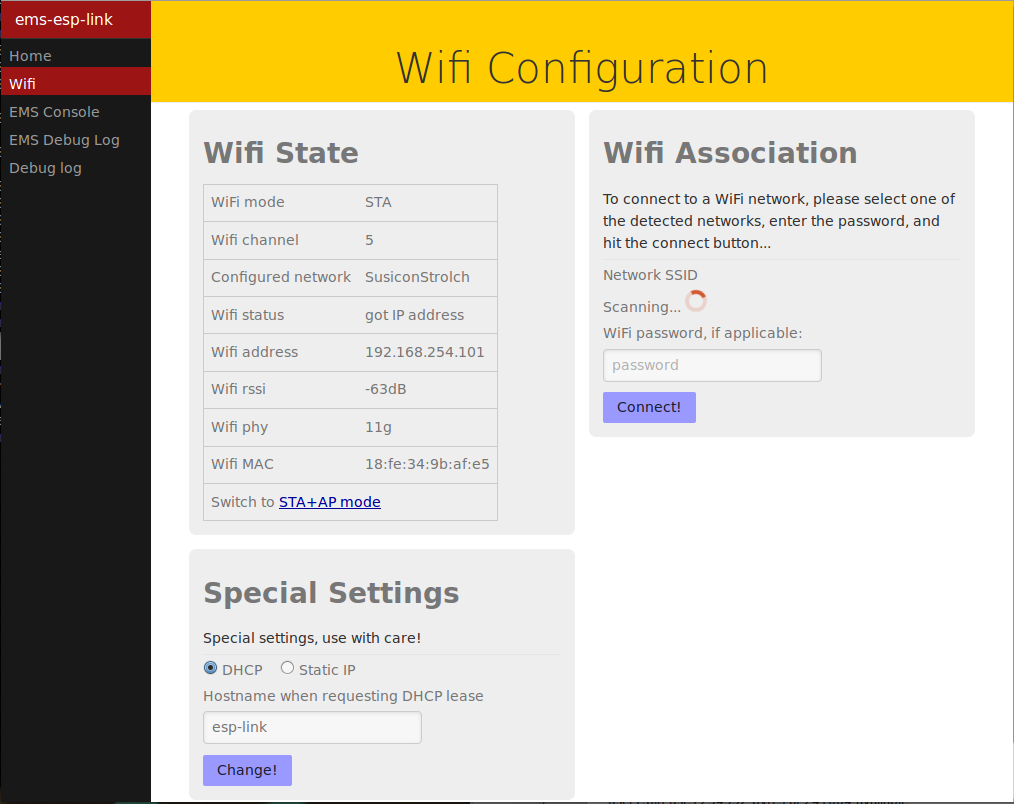 ems-esp-link
Home
Wifi
EMS Console
EMS Debug Log
Debug log
Wifi Configuration
Wifi State
WiFi mode STA
Wifi channel 5
Configured network SusiconStrolch
Wifi status got IP address
Wifi address 192.168.254.101
Wifi rssi -63dB
Wifi phy 11g
Wifi MAC 18:fe:34:9b:af:e5
Switch to STA+AP mode
Wifi Association
To connect to a WiFi network, please select one of
the detected networks, enter the password, and
hit the connect button...
Network SSID
Scanning...
WiFi password, if applicable:
password
Connect!
Special Settings
Special settings, use with care!
DHCP Static IP
Hostname when requesting DHCP lease
esp-link
Change!